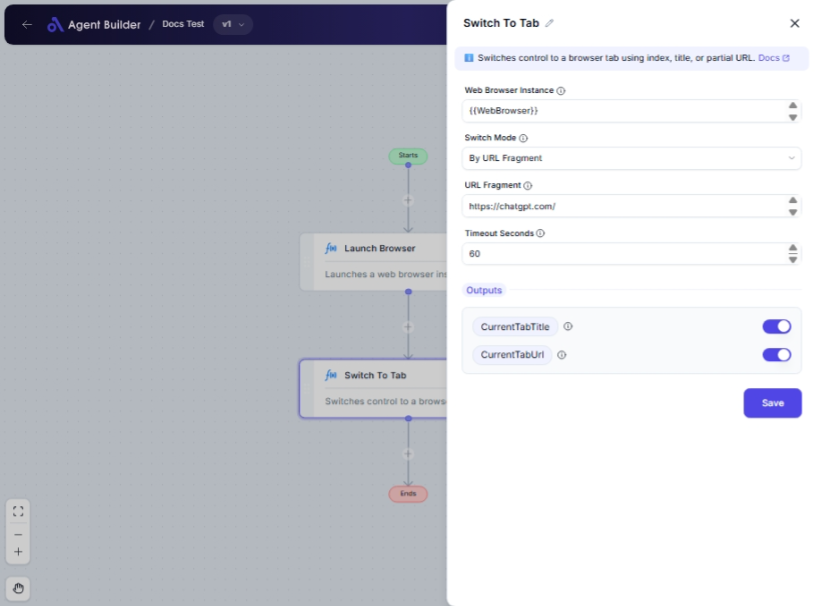 Agent Builder / Docs Test v1
Starts
Launch Browser
Launches a web browser ins
Switch To Tab
Switches control to a browse
Ends
Switch To Tab
Switches control to a browser tab using index, title, or partial URL. Docs
Web Browser Instance
{{WebBrowser}}
Switch Mode
By URL Fragment
URL Fragment
https://chatgpt.com/
Timeout Seconds
60
Outputs
CurrentTabTitle
CurrentTabUrl
Save